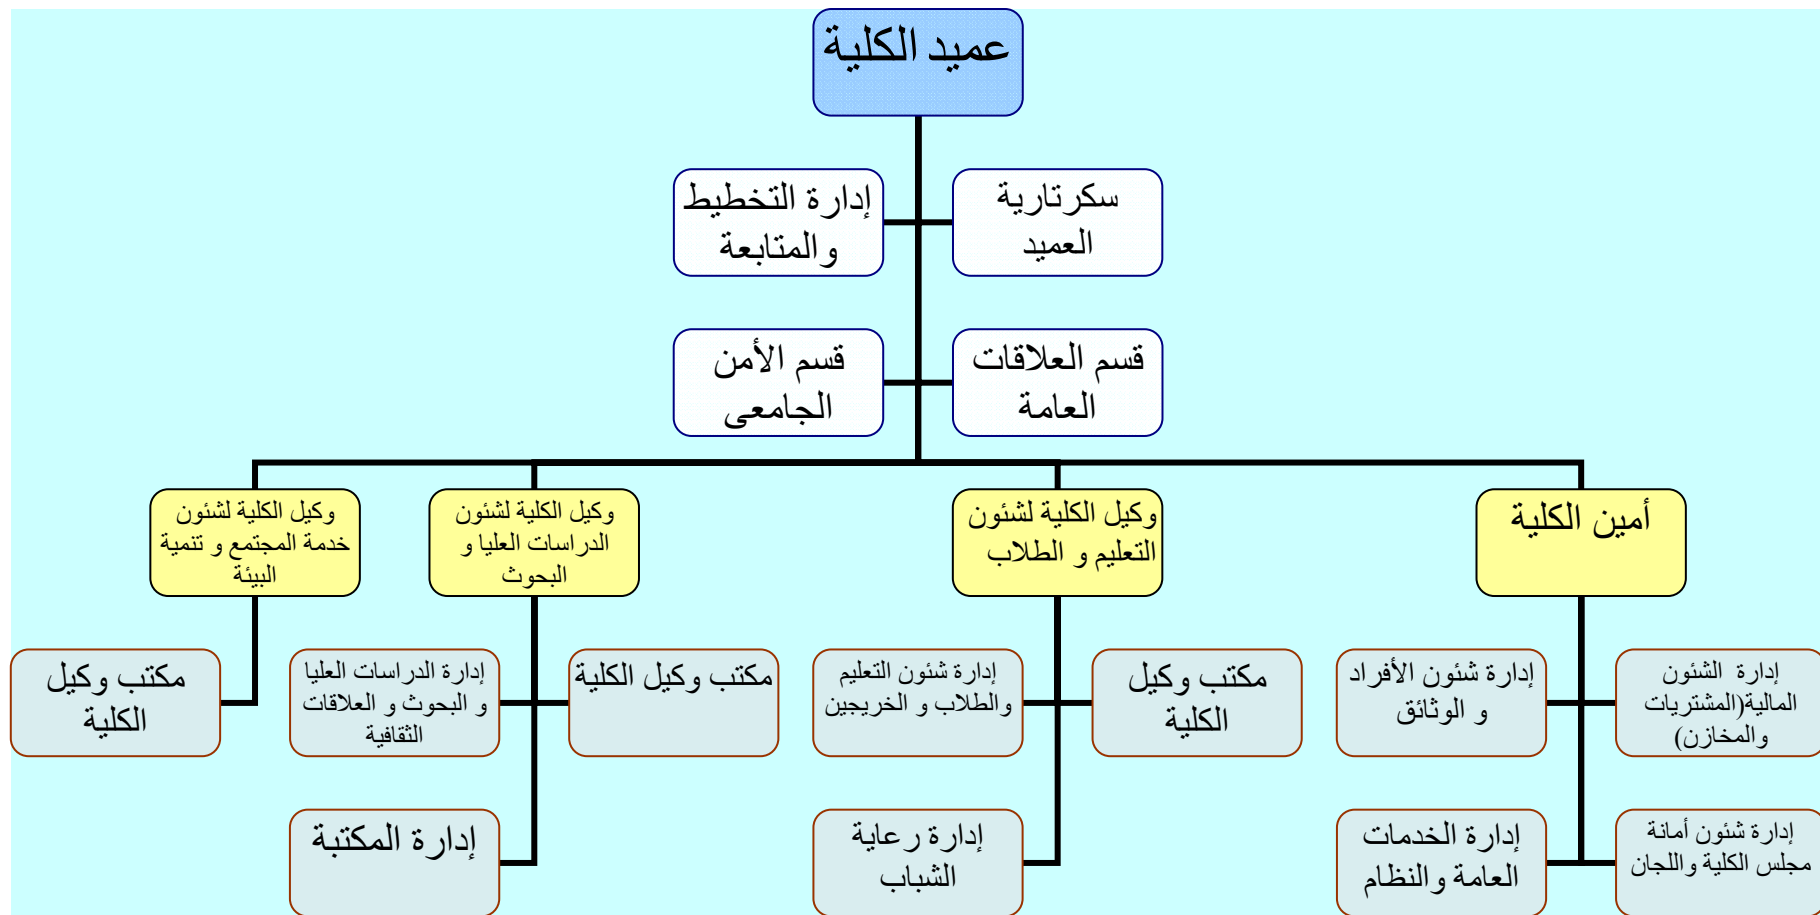 عميد الكلية
سكرتارية
العميد
إدارة التخطيط
والمتابعة
قسم العلاقات
العامة
قسم الأمن
الجامعى
أمين الكلية
وكيل الكلية لشئون
التعليم و الطلاب
وكيل الكلية لشئون
الدراسات العليا و
البحوث
وكيل الكلية لشئون
خدمة المجتمع و تنمية
البيئة
إدارة الشئون
المالية(المشتريات
والمخازن)
إدارة شئون الأفراد
و الوثائق
مكتب وكيل
الكلية
إدارة شئون التعليم
والطلاب و الخريجين
مكتب وكيل الكلية
إدارة الدراسات العليا
و البحوث و العلاقات
الثقافية
مكتب وكيل
الكلية
إدارة شئون أمانة
مجلس الكلية واللجان
إدارة الخدمات
العامة والنظام
إدارة رعاية
الشباب
إدارة المكتبة